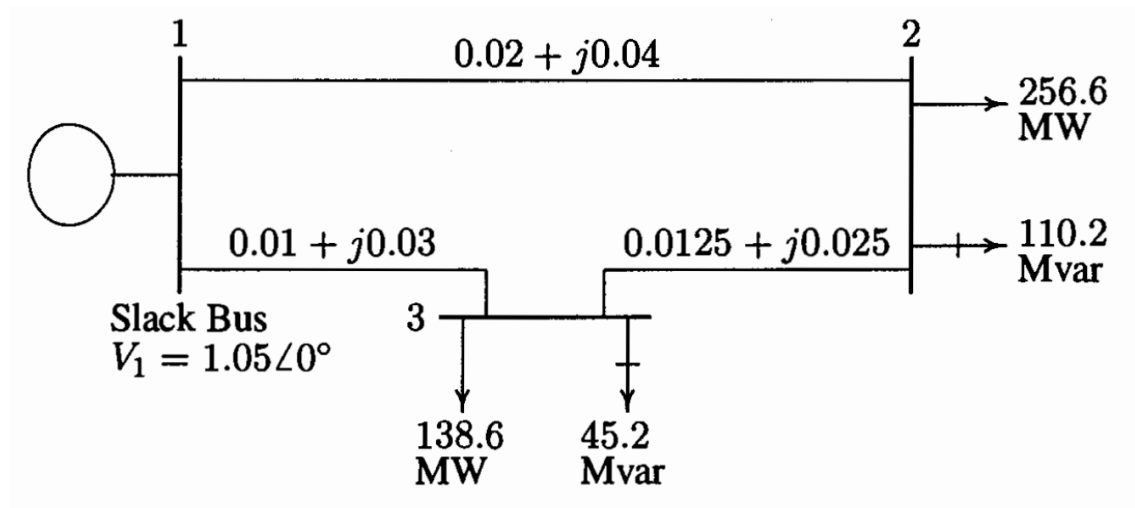 1
2
0.02 + j0.04
256.6
MW
0.01 + j0.03
0.0125 + j0.025
110.2
Mvar
Slack Bus
V₁ = 1.05∠0°
3
138.6
MW
45.2
Mvar